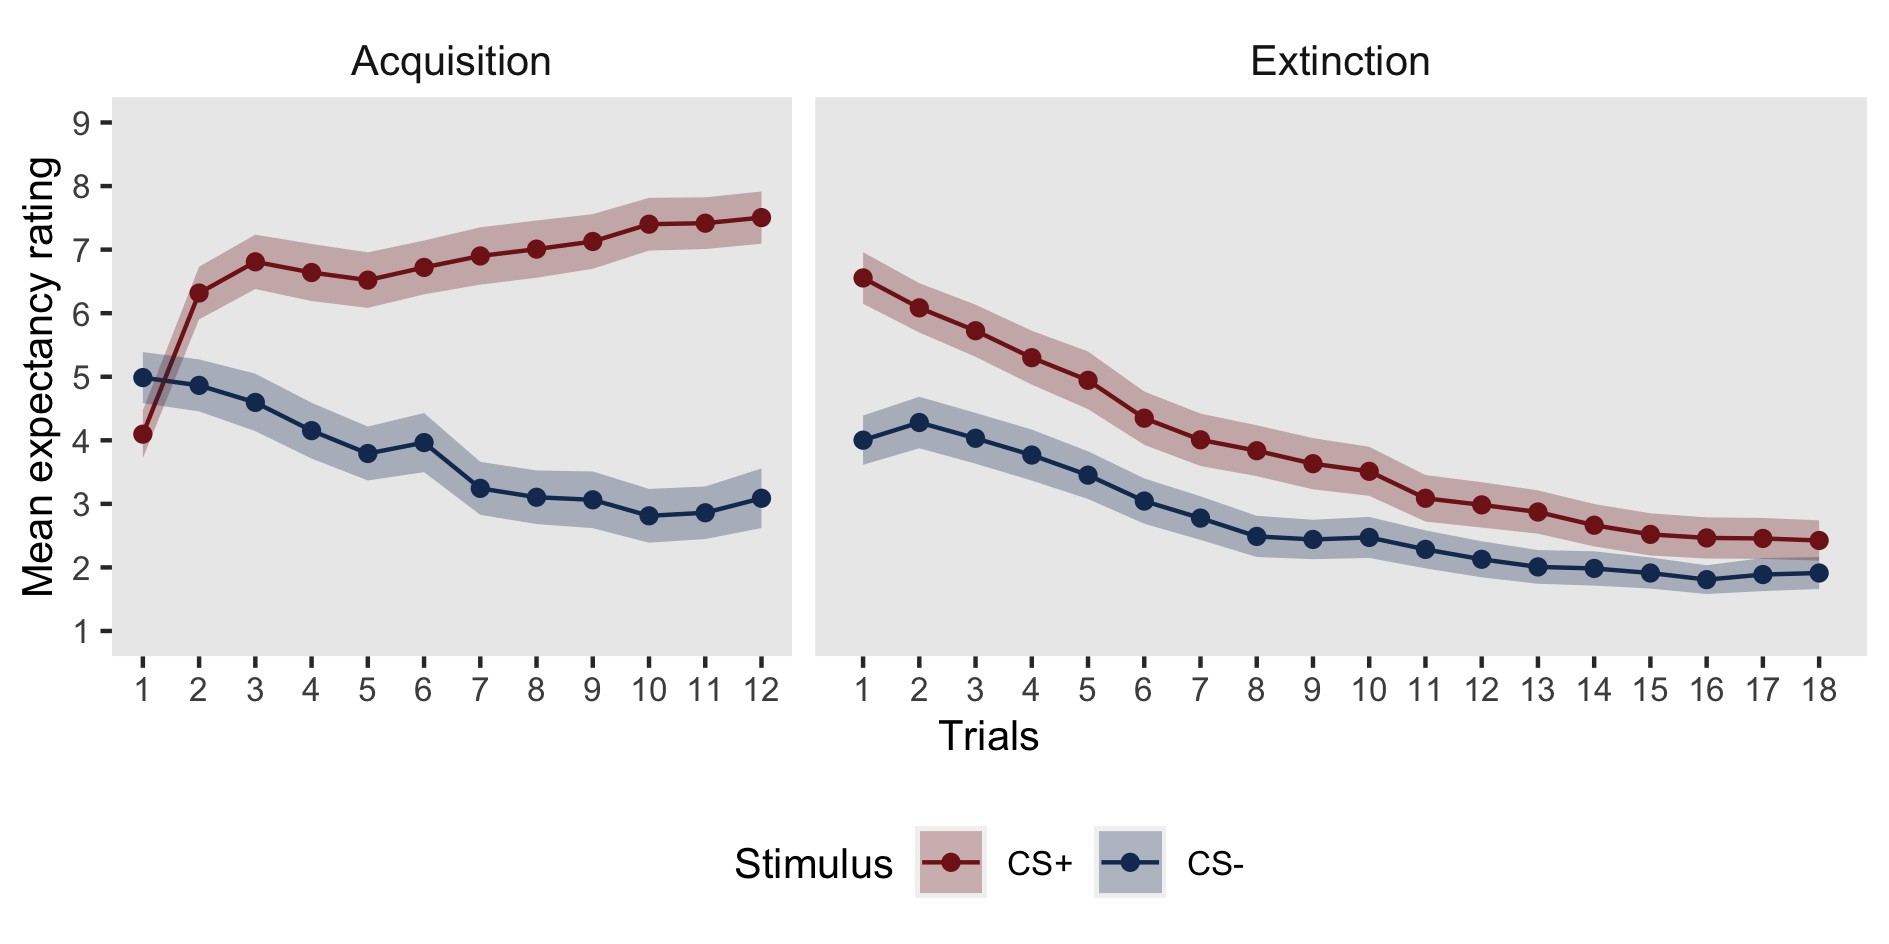 Acquisition Extinction
Mean expectancy rating
9
8
7
6
5
4
3
2
1
1 2 3 4 5 6 7 8 9 10 11 12 1 2 3 4 5 6 7 8 9 10 11 12 13 14 15 16 17 18
Trials
Stimulus CS+ CS-